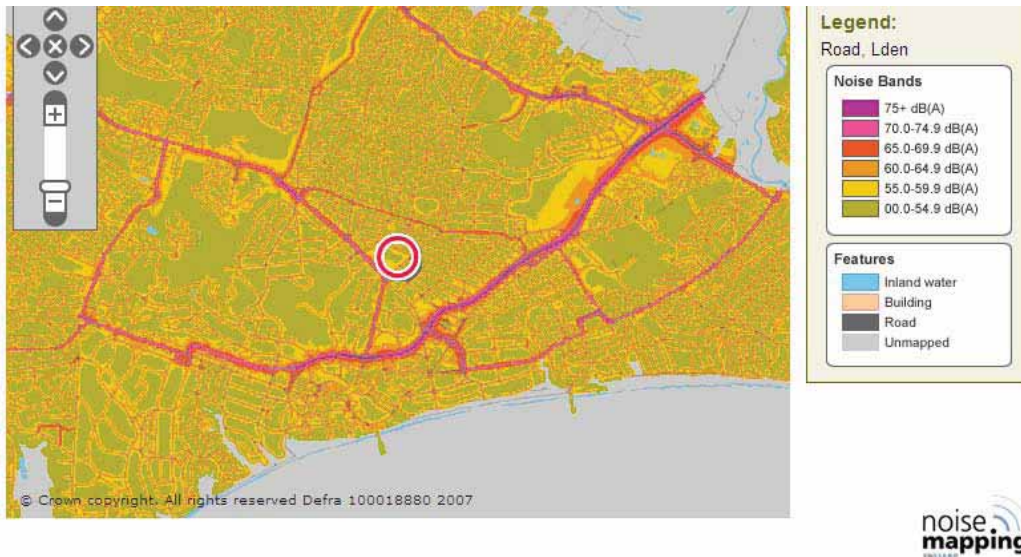 Legend:
Road, Lden
Noise Bands
75+ dB(A)
70.0-74.9 dB(A)
65.0-69.9 dB(A)
60.0-64.9 dB(A)
55.0-59.9 dB(A)
00.0-54.9 dB(A)
Features
Inland water
Building
Road
Unmapped
© Crown copyright. All rights reserved Defra 100018880 2007
noise
mapping